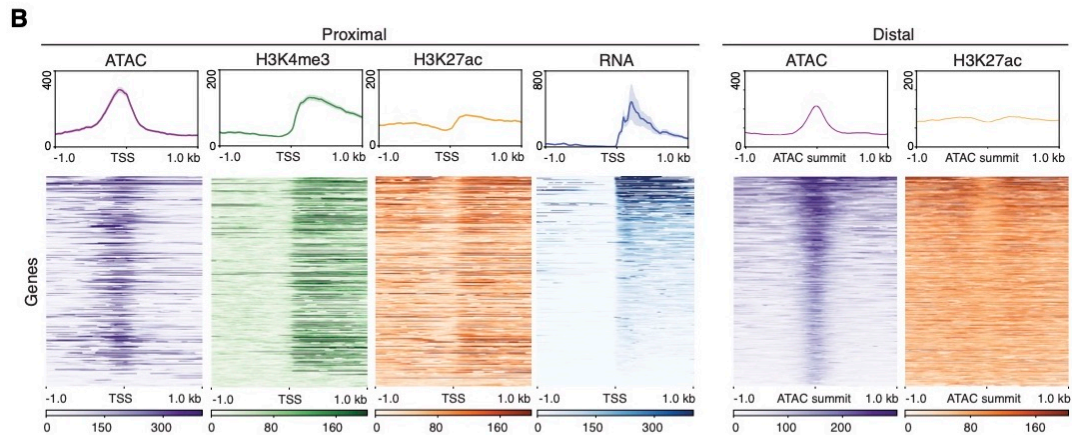 B
Proximal
Distal
ATAC
H3K4me3
H3K27ac
RNA
ATAC
H3K27ac
400
0
200
0
200
0
800
0
400
0
200
0
-1.0 TSS 1.0 kb
-1.0 TSS 1.0 kb
-1.0 TSS 1.0 kb
-1.0 TSS 1.0 kb
-1.0 ATAC summit 1.0 kb
-1.0 ATAC summit 1.0 kb
Genes
-1.0 TSS 1.0 kb
-1.0 TSS 1.0 kb
-1.0 TSS 1.0 kb
-1.0 TSS 1.0 kb
-1.0 ATAC summit 1.0 kb
-1.0 ATAC summit 1.0 kb
0 150 300
0 80 160
0 80 160
0 150 300
0 100 200
0 80 160